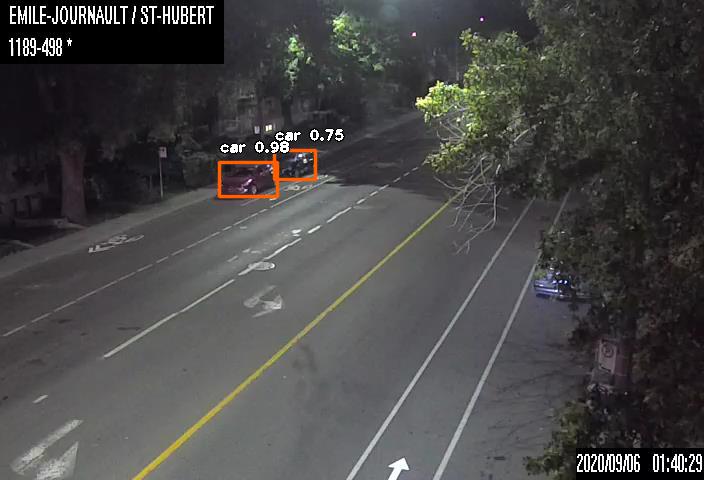 EMILE-JOURNAULT / ST-HUBERT
1189-498 *
car 0.75
car 0.98
2020/09/06 01:40:29